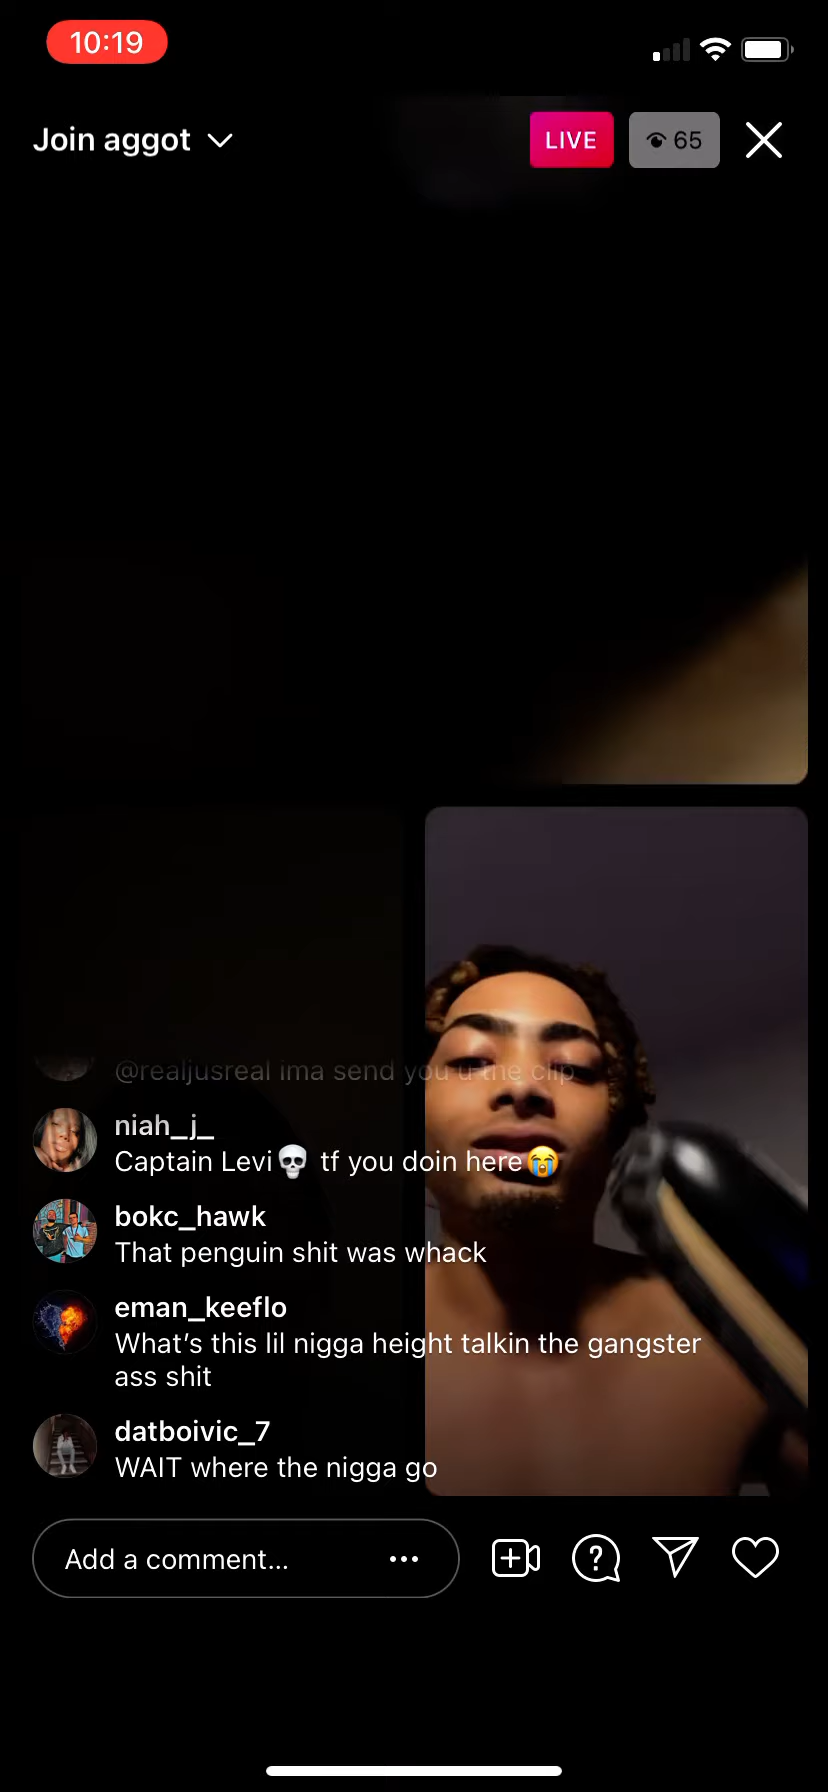 10:19
Join aggot
LIVE
65
@realjusreal ima send you u the clip
niah_j_
Captain Levi💀 tf you doin here😭
bokc_hawk
That penguin shit was whack
eman_keeflo
What's this lil nigga height talkin the gangster
ass shit
datboivic_7
WAIT where the nigga go
Add a comment...